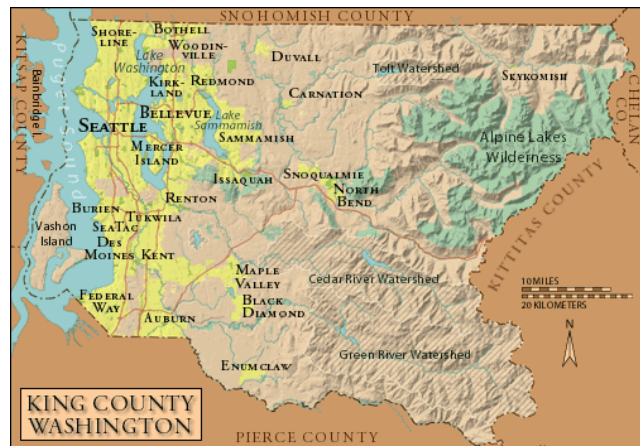 SNOHOMISH COUNTY
KITSAP COUNTY
Bainbridge I.
Puget Sound
SHORE-
LINE
BOTHELL
WOODIN-
VILLE
Lake
Washington
KIRK-
LAND
REDMOND
DUVALL
CARNATION
Tolt Watershed
SKYKOMISH
CHELAN
CO.
SEATTLE
BELLEVUE
Lake
Sammamish
SAMMAMISH
MERCER
ISLAND
Alpine Lakes
Wilderness
ISSAQUAH
SNOQUALMIE
NORTH
BEND
KITTITAS COUNTY
RENTON
BURIEN
TUKWILA
SEATAC
Vashon
Island
DES
MOINES
KENT
MAPLE
VALLEY
BLACK
DIAMOND
Cedar River Watershed
10 MILES
20 KILOMETERS
N
FEDERAL
WAY
AUBURN
Green River Watershed
ENUMCLAW
KING COUNTY
WASHINGTON
PIERCE COUNTY